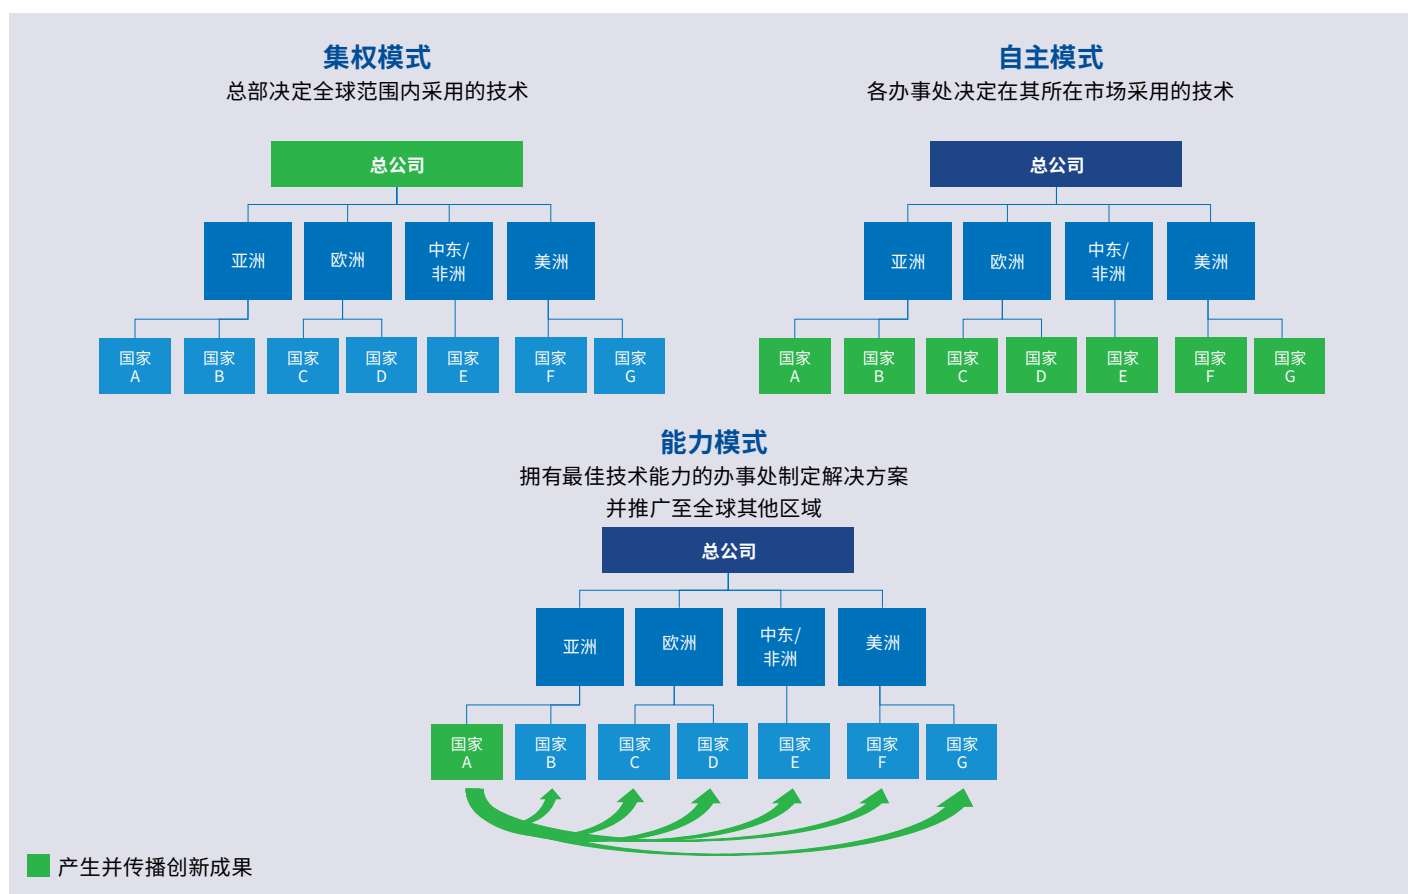 集权模式
总部决定全球范围内采用的技术
总公司
亚洲
欧洲
中东/
非洲
美洲
国家
A
国家
B
国家
C
国家
D
国家
E
国家
F
国家
G
自主模式
各办事处决定在其所在市场采用的技术
总公司
亚洲
欧洲
中东/
非洲
美洲
国家
A
国家
B
国家
C
国家
D
国家
E
国家
F
国家
G
能力模式
拥有最佳技术能力的办事处制定解决方案
并推广至全球其他区域
总公司
亚洲
欧洲
中东/
非洲
美洲
国家
A
国家
B
国家
C
国家
D
国家
E
国家
F
国家
G
产生并传播创新成果